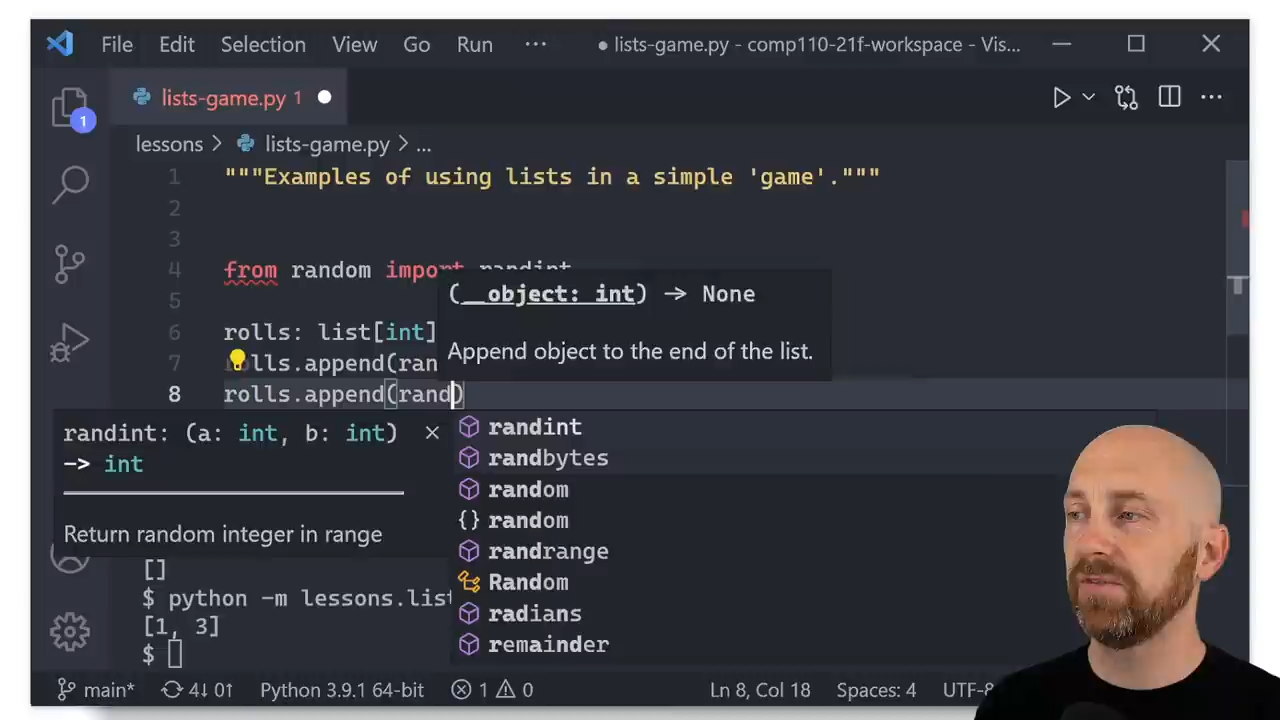 File Edit Selection View Go Run ··· ● lists-game.py - comp110-21f-workspace - Vis...
lists-game.py 1
1
lessons > lists-game.py > ...
1 """Examples of using lists in a simple 'game'."""
2
3
4 from random import randint
5
(__object: int) → None
Append object to the end of the list.
6 rolls: list[int]
7 rolls.append(ran
8 rolls.append(rand)
randint: (a: int, b: int)
-> int
Return random integer in range
randint
randbytes
random
{} random
randrange
Random
radians
remainder
[]
$ python -m lessons.list
[1, 3]
$
main* 4↓ 0↑ Python 3.9.1 64-bit 1 0 Ln 8, Col 18 Spaces: 4 UTF-8